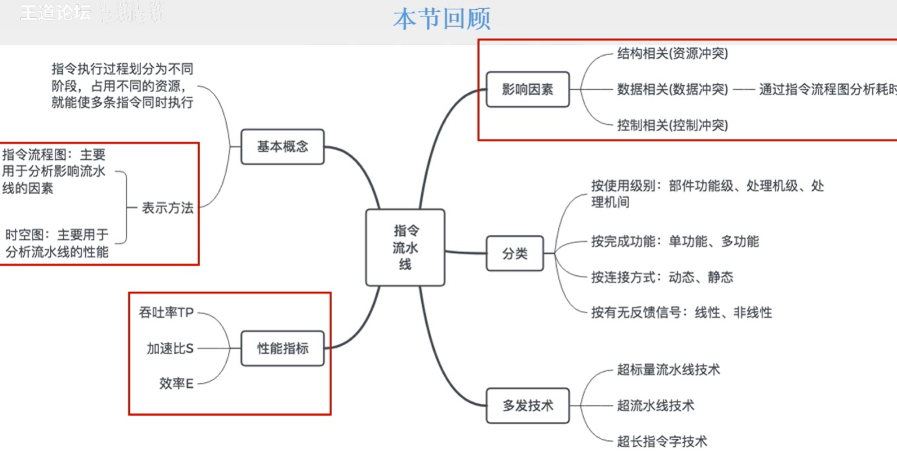 王道论坛
本节回顾
指令执行过程划分为不同
阶段，占用不同的资源，
就能使多条指令同时执行
基本概念
指令流程图：主要
用于分析影响流水
线的因素
表示方法
时空图：主要用于
分析流水线的性能
吞吐率TP
加速比S
效率E
性能指标
指令
流水
线
影响因素
结构相关(资源冲突)
数据相关(数据冲突)
通过指令流程图分析耗时
控制相关(控制冲突)
分类
按使用级别：部件功能级、处理机级、处
理机间
按完成功能：单功能、多功能
按连接方式：动态、静态
按有无反馈信号：线性、非线性
多发技术
超标量流水线技术
超流水线技术
超长指令字技术